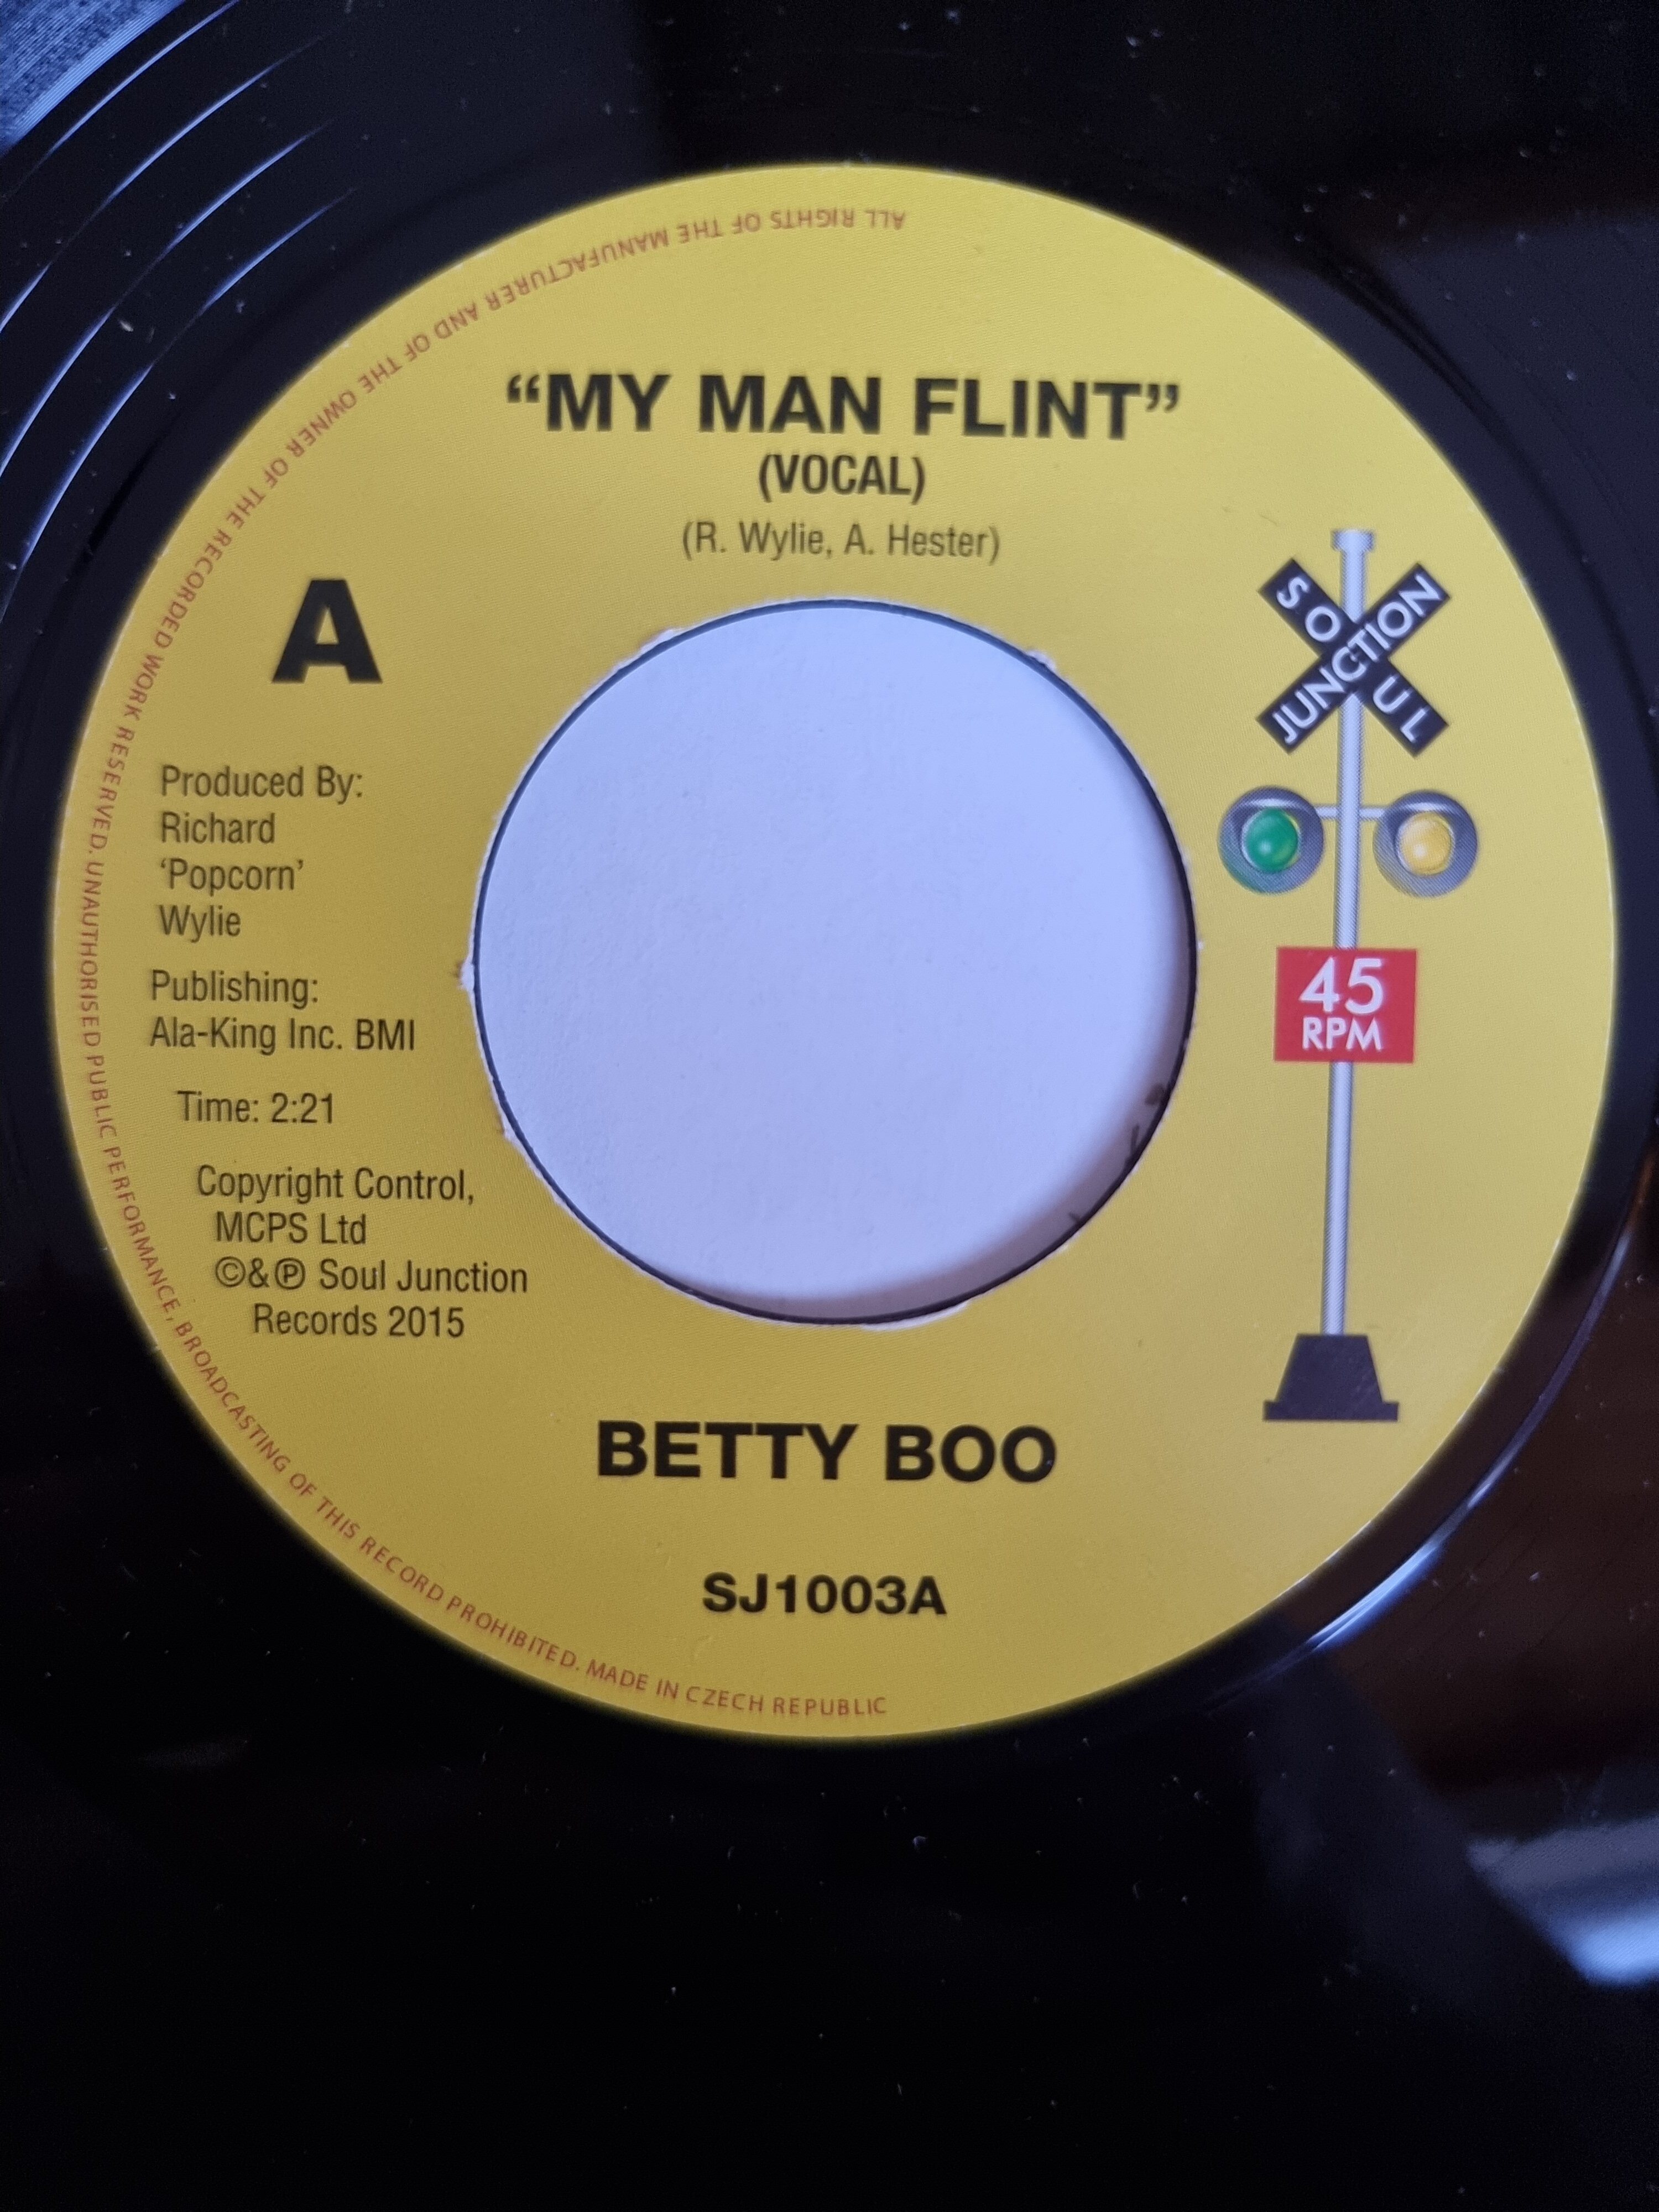 “MY MAN FLINT”
(VOCAL)
(R. Wylie, A. Hester)
A
SOUL
JUNCTION
Produced By:
Richard
‘Popcorn’
Wylie
Publishing:
Ala-King Inc. BMI
45
RPM
Time: 2:21
Copyright Control,
MCPS Ltd
©&℗ Soul Junction
Records 2015
BETTY BOO
SJ1003A
ALL RIGHTS OF THE MANUFACTURER AND OF THE OWNER OF THE RECORDED WORK RESERVED. UNAUTHORISED PUBLIC PERFORMANCE, BROADCASTING OF THIS RECORD PROHIBITED. MADE IN CZECH REPUBLIC